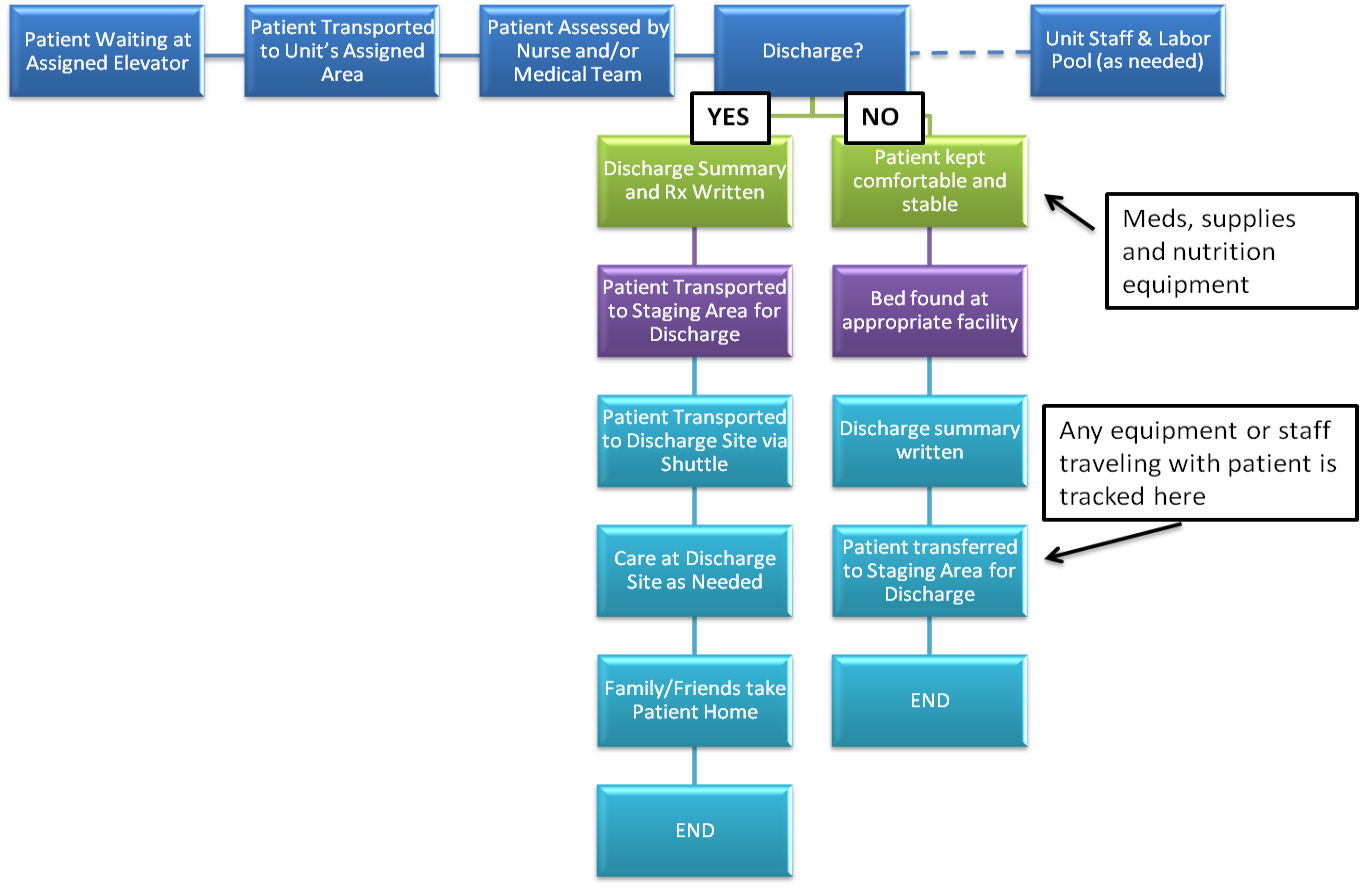 Patient Waiting at
Assigned Elevator
Patient Transported
to Unit's Assigned
Area
Patient Assessed by
Nurse and/or
Medical Team
Discharge?
Unit Staff & Labor
Pool (as needed)
YES
NO
Discharge Summary
and Rx Written
Patient kept
comfortable and
stable
Meds, supplies
and nutrition
equipment
Patient Transported
to Staging Area for
Discharge
Bed found at
appropriate facility
Patient Transported
to Discharge Site via
Shuttle
Discharge summary
written
Any equipment or staff
traveling with patient is
tracked here
Care at Discharge
Site as Needed
Patient transferred
to Staging Area for
Discharge
Family/Friends take
Patient Home
END
END